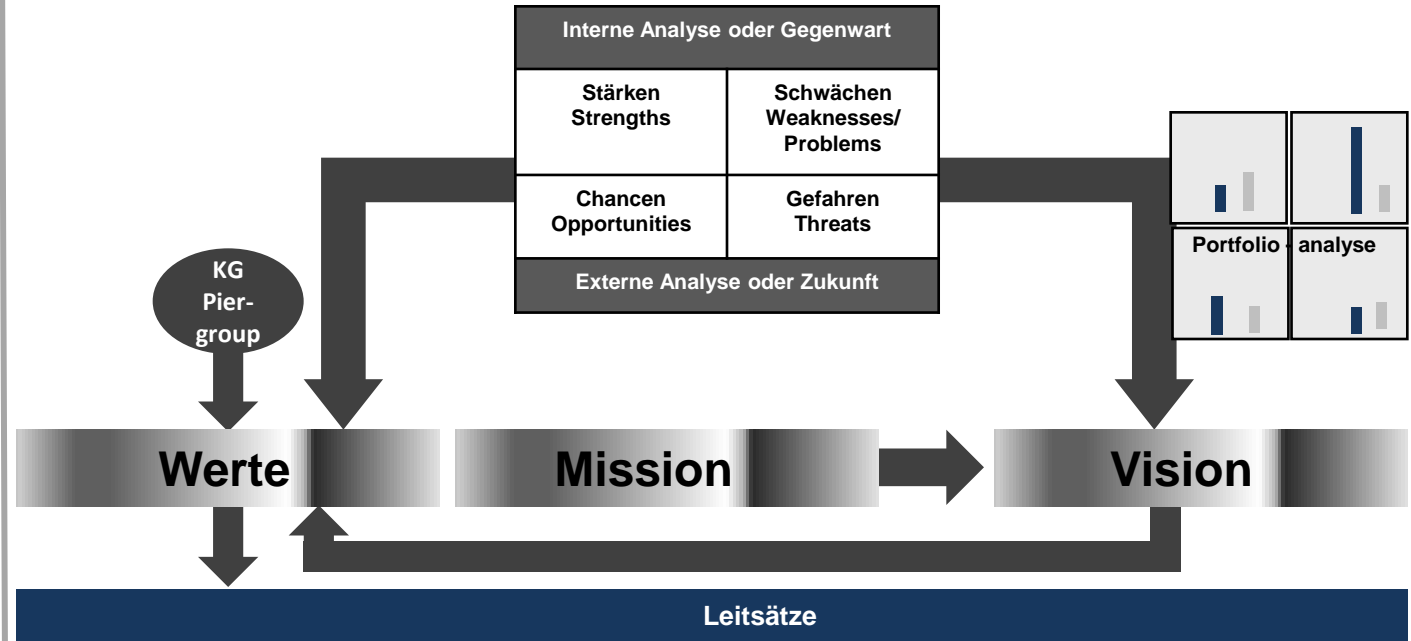 Interne Analyse oder Gegenwart
Stärken
Strengths
Schwächen
Weaknesses/
Problems
Chancen
Opportunities
Gefahren
Threats
Externe Analyse oder Zukunft
Portfolio - analyse
KG
Pier-
group
Werte
Mission
Vision
Leitsätze